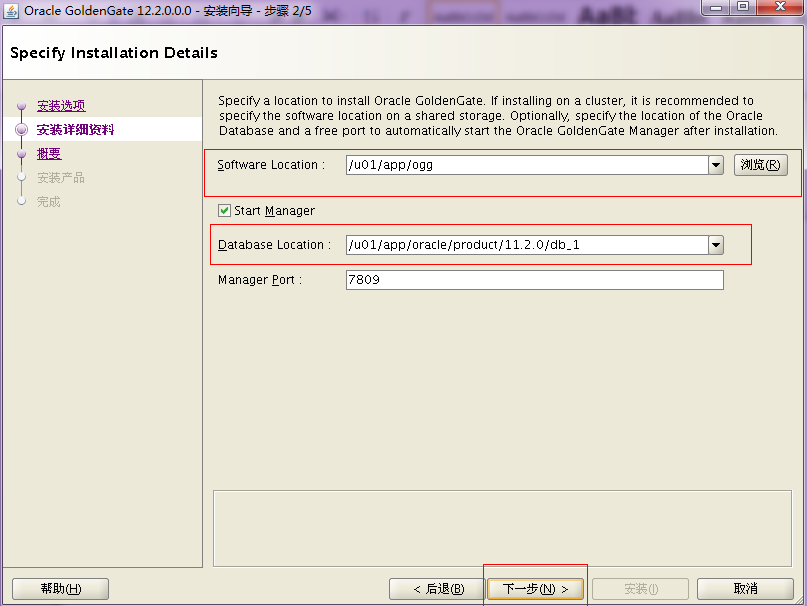 Oracle GoldenGate 12.2.0.0.0 - 安装向导 - 步骤 2/5
Specify Installation Details
安装选项
安装详细资料
概要
安装产品
完成
Specify a location to install Oracle GoldenGate. If installing on a cluster, it is recommended to
specify the software location on a shared storage. Optionally, specify the location of the Oracle
Database and a free port to automatically start the Oracle GoldenGate Manager after installation.
Software Location : /u01/app/ogg 浏览(R)
Start Manager
Database Location : /u01/app/oracle/product/11.2.0/db_1
Manager Port : 7809
帮助(H) < 后退(B) 下一步(N) > 安装(I) 取消